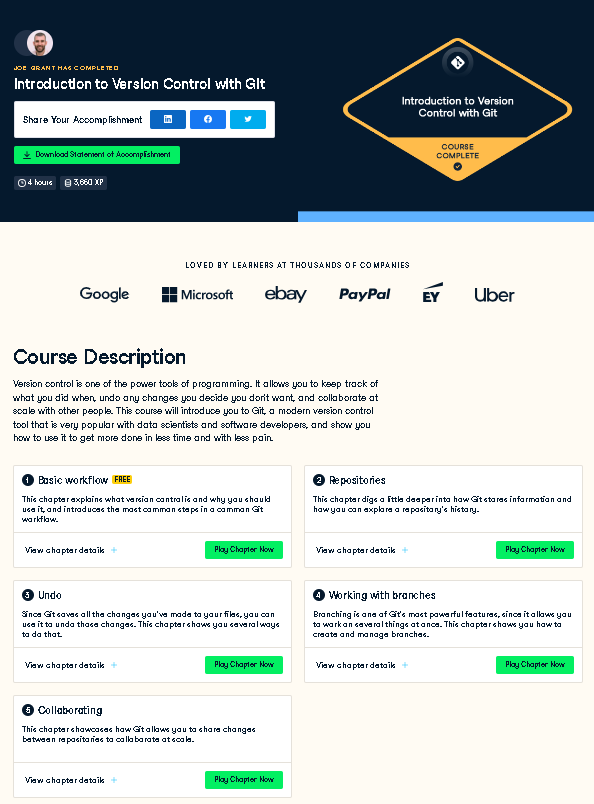 JOE GRANT HAS COMPLETED
Introduction to Version Control with Git
Share Your Accomplishment
Download Statement of Accomplishment
4 hours
3,660 XP
Introduction to Version
Control with Git
COURSE
COMPLETE
LOVED BY LEARNERS AT THOUSANDS OF COMPANIES
Google Microsoft ebay PayPal EY Uber
Course Description
Version control is one of the power tools of programming. It allows you to keep track of
what you did when, undo any changes you decide you don't want, and collaborate at
scale with other people. This course will introduce you to Git, a modern version control
tool that is very popular with data scientists and software developers, and show you
how to use it to get more done in less time and with less pain.
1 Basic workflow FREE
This chapter explains what version control is and why you should
use it, and introduces the most common steps in a common Git
workflow.
View chapter details +
Play Chapter Now
2 Repositories
This chapter digs a little deeper into how Git stores information and
how you can explore a repository's history.
View chapter details +
Play Chapter Now
3 Undo
Since Git saves all the changes you've made to your files, you can
use it to undo those changes. This chapter shows you several ways
to do that.
View chapter details +
Play Chapter Now
4 Working with branches
Branching is one of Git's most powerful features, since it allows you
to work on several things at once. This chapter shows you how to
create and manage branches.
View chapter details +
Play Chapter Now
5 Collaborating
This chapter showcases how Git allows you to share changes
between repositories to collaborate at scale.
View chapter details +
Play Chapter Now